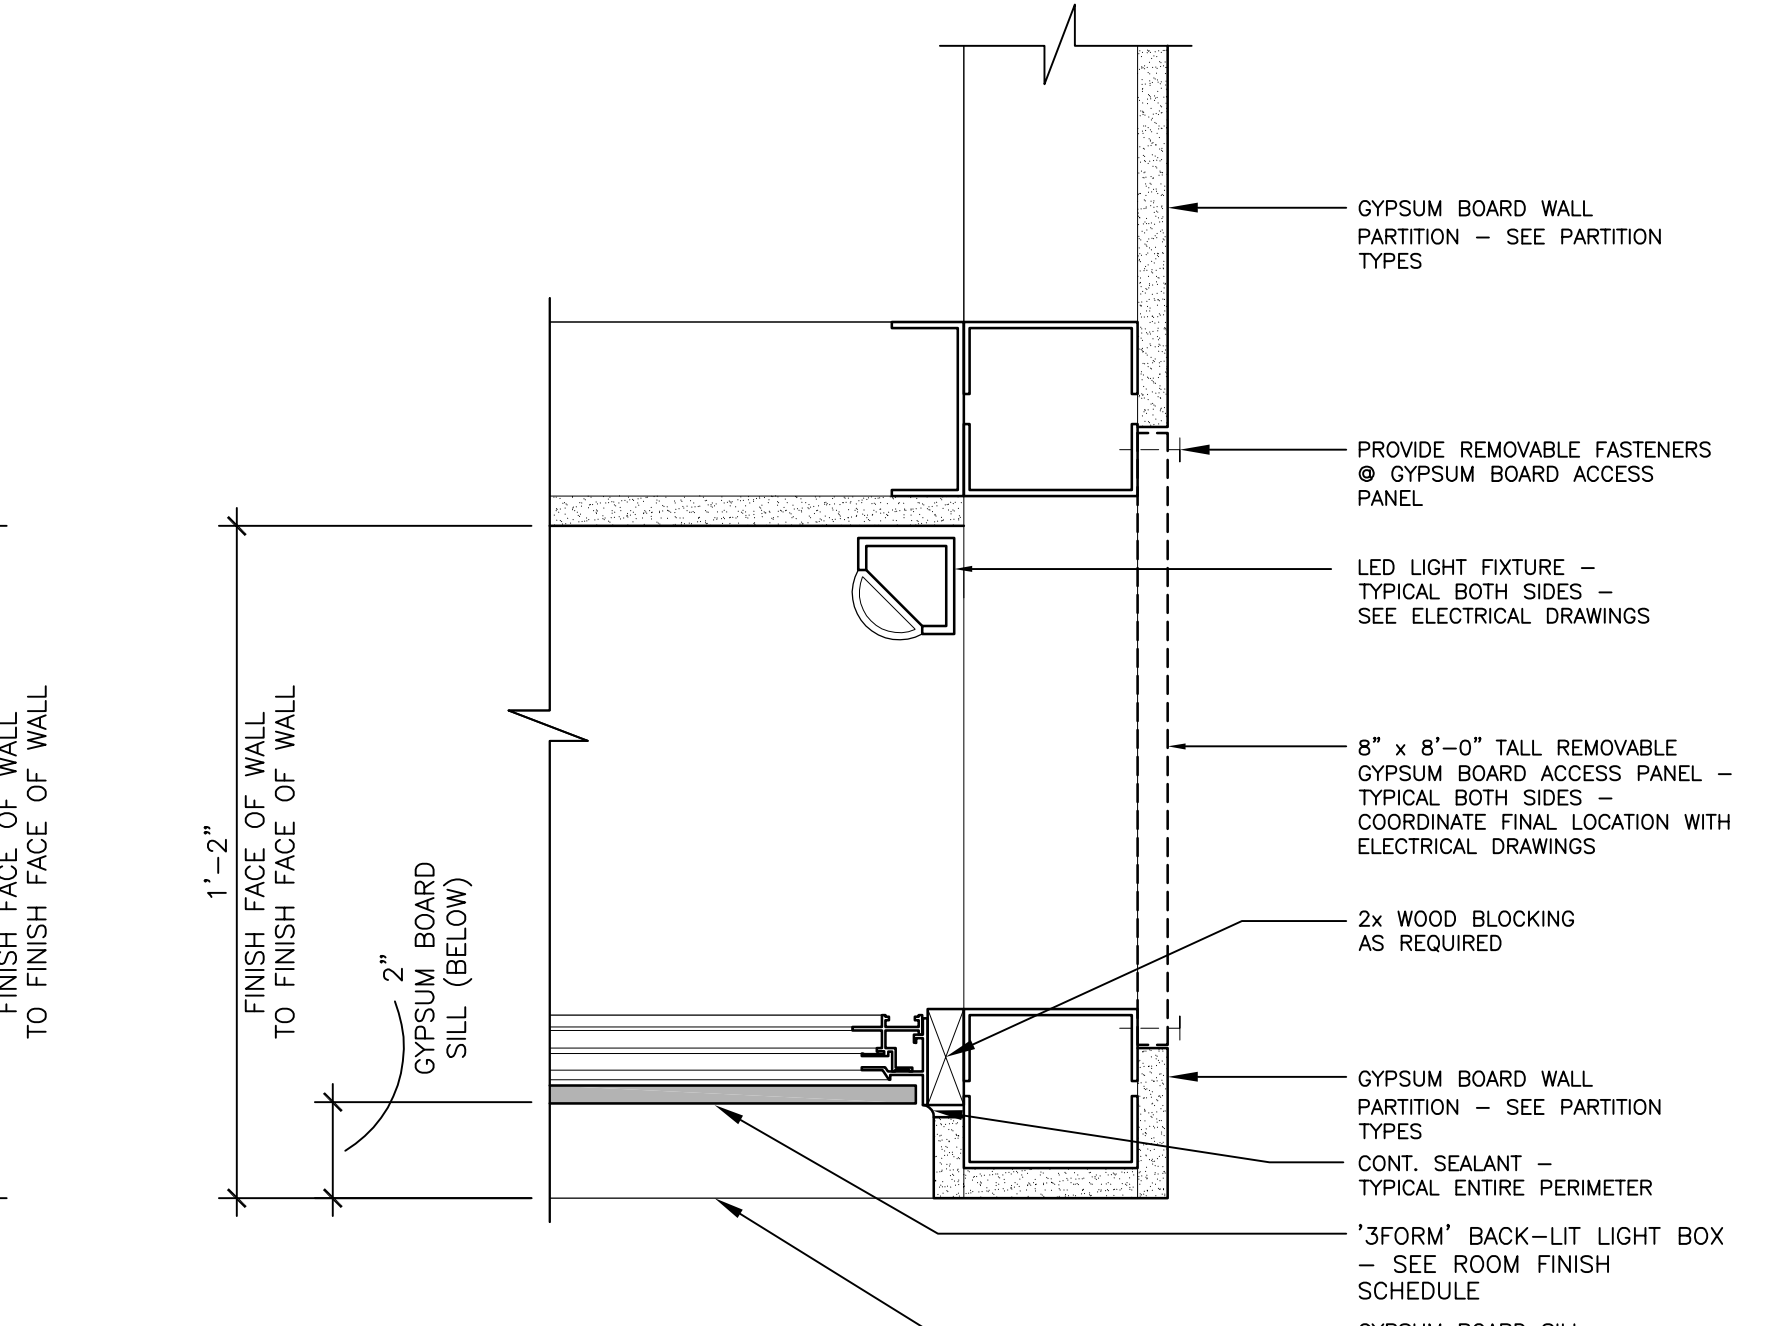 GYPSUM BOARD WALL
PARTITION – SEE PARTITION
TYPES
PROVIDE REMOVABLE FASTENERS
@ GYPSUM BOARD ACCESS
PANEL
LED LIGHT FIXTURE –
TYPICAL BOTH SIDES –
SEE ELECTRICAL DRAWINGS
8" x 8'–0" TALL REMOVABLE
GYPSUM BOARD ACCESS PANEL –
TYPICAL BOTH SIDES –
COORDINATE FINAL LOCATION WITH
ELECTRICAL DRAWINGS
2x WOOD BLOCKING
AS REQUIRED
GYPSUM BOARD WALL
PARTITION – SEE PARTITION
TYPES
CONT. SEALANT –
TYPICAL ENTIRE PERIMETER
'3FORM' BACK–LIT LIGHT BOX
– SEE ROOM FINISH
SCHEDULE
GYPSUM BOARD SILL
FINISH FACE OF WALL
TO FINISH FACE OF WALL
1'–2"
FINISH FACE OF WALL
TO FINISH FACE OF WALL
2"
GYPSUM BOARD
SILL (BELOW)